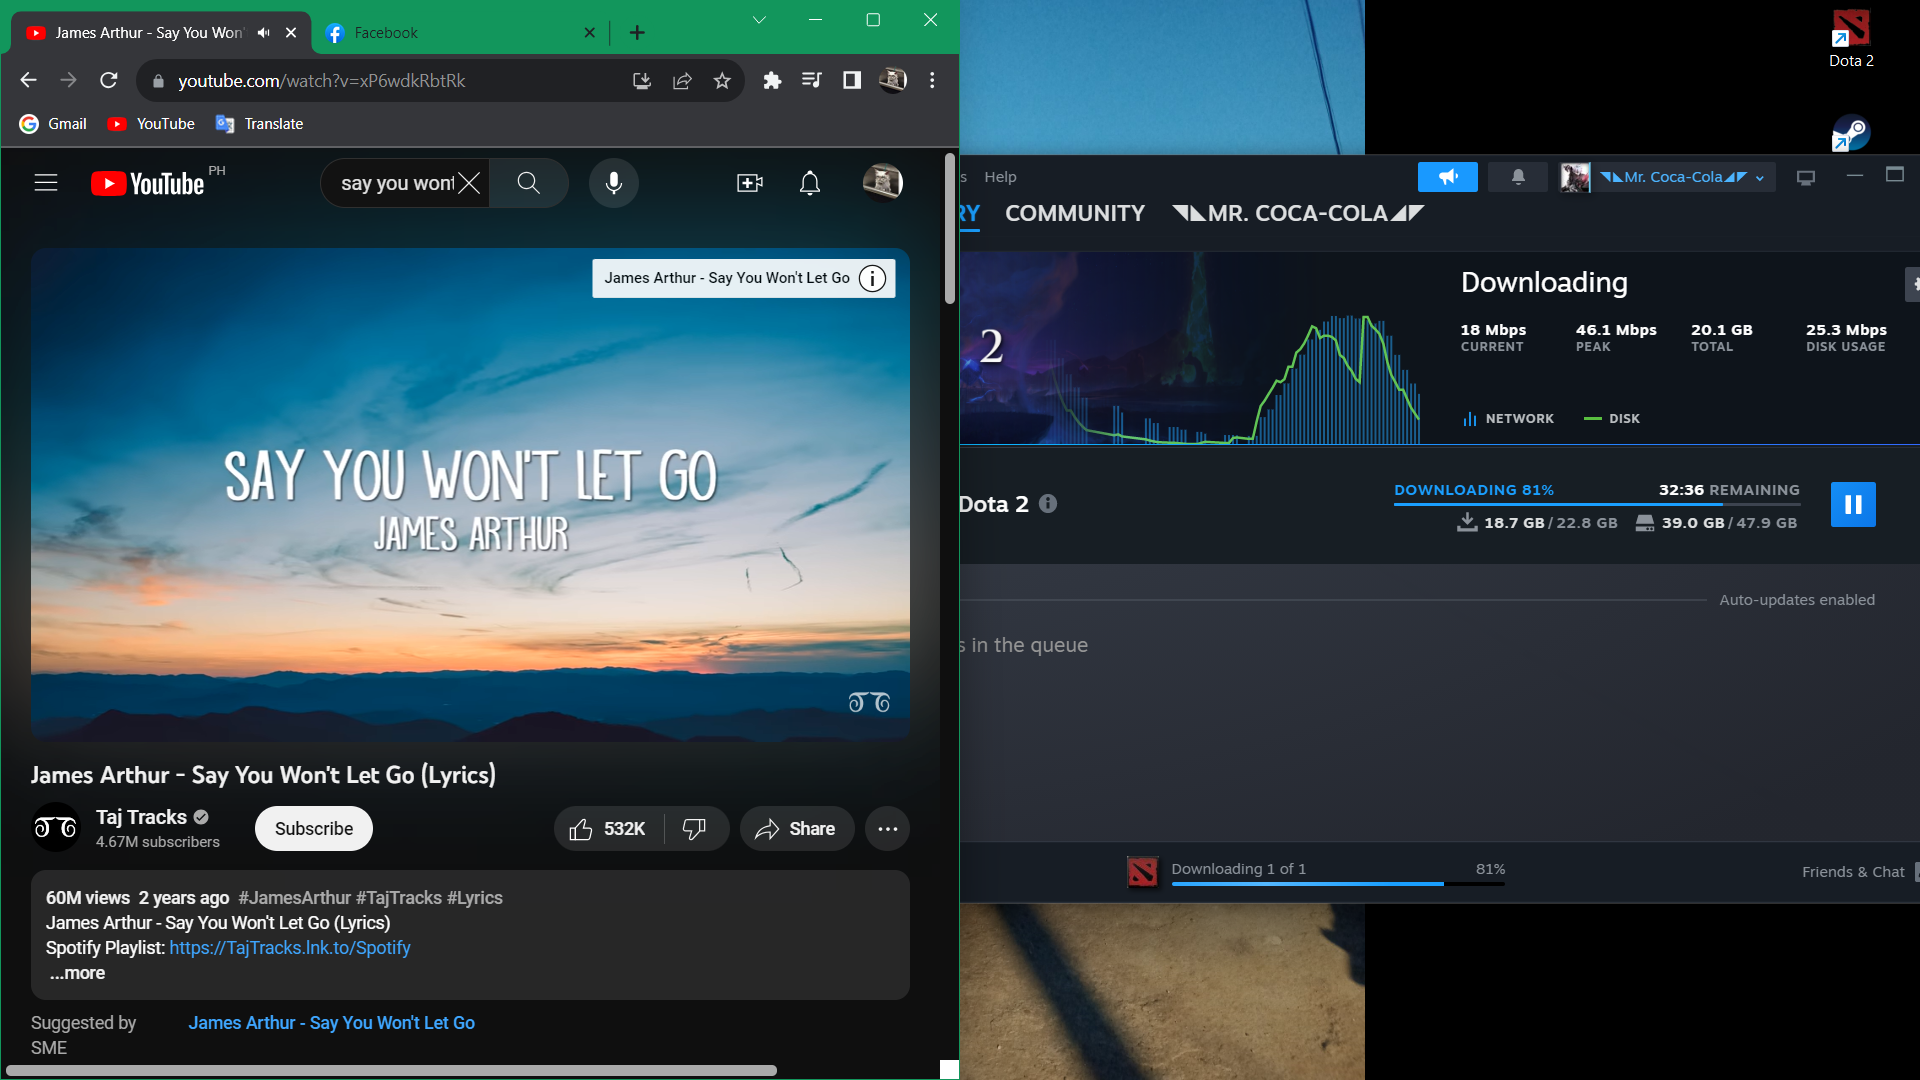 James Arthur - Say You Won'
Facebook
youtube.com/watch?v=xP6wdkRbtRk
Gmail
YouTube
Translate
YouTube PH
say you won't
James Arthur - Say You Won't Let Go
SAY YOU WON'T LET GO
JAMES ARTHUR
James Arthur - Say You Won't Let Go (Lyrics)
Taj Tracks
4.67M subscribers
Subscribe
532K
Share
60M views 2 years ago #JamesArthur #TajTracks #Lyrics
James Arthur - Say You Won't Let Go (Lyrics)
Spotify Playlist: https://TajTracks.lnk.to/Spotify
...more
Suggested by SME
James Arthur - Say You Won't Let Go
Dota 2
s Help
◥◣Mr. Coca-Cola◢◤
RY COMMUNITY ◥◣MR. COCA-COLA◢◤
2
Downloading
18 Mbps CURRENT
46.1 Mbps PEAK
20.1 GB TOTAL
25.3 Mbps DISK USAGE
NETWORK DISK
Dota 2
DOWNLOADING 81% 32:36 REMAINING
18.7 GB / 22.8 GB 39.0 GB / 47.9 GB
Auto-updates enabled
s in the queue
Downloading 1 of 1 81%
Friends & Chat